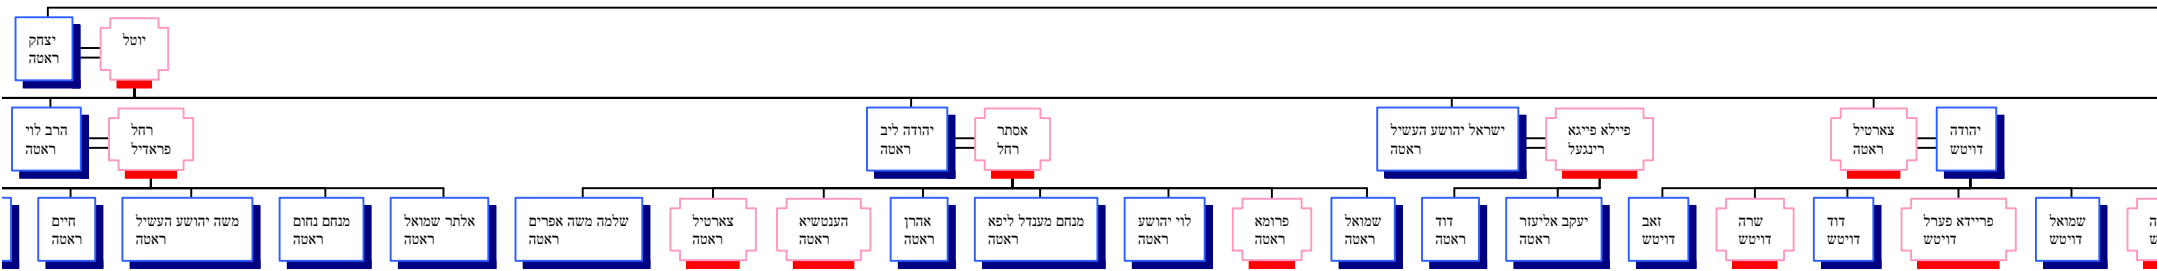 יוטל
יצחק
ראטה
יהודה
דויטש
צארטיל
ראטה
פיילא פייגא
רינגעל
ישראל יהושע העשיל
ראטה
אסתר
רחל
יהודה ליב
ראטה
רחל
פראדיל
הרב לוי
ראטה
שמואל
דויטש
פריידא פערל
דויטש
דוד
דויטש
שרה
דויטש
זאב
דויטש
יעקב אליעזר
ראטה
דוד
ראטה
שמואל
ראטה
פרומא
ראטה
לוי יהושע
ראטה
מנחם מענדל ליפא
ראטה
אהרן
ראטה
הענטשיא
ראטה
צארטיל
ראטה
שלמה משה אפרים
ראטה
אלתר שמואל
ראטה
מנחם נחום
ראטה
משה יהושע העשיל
ראטה
חיים
ראטה